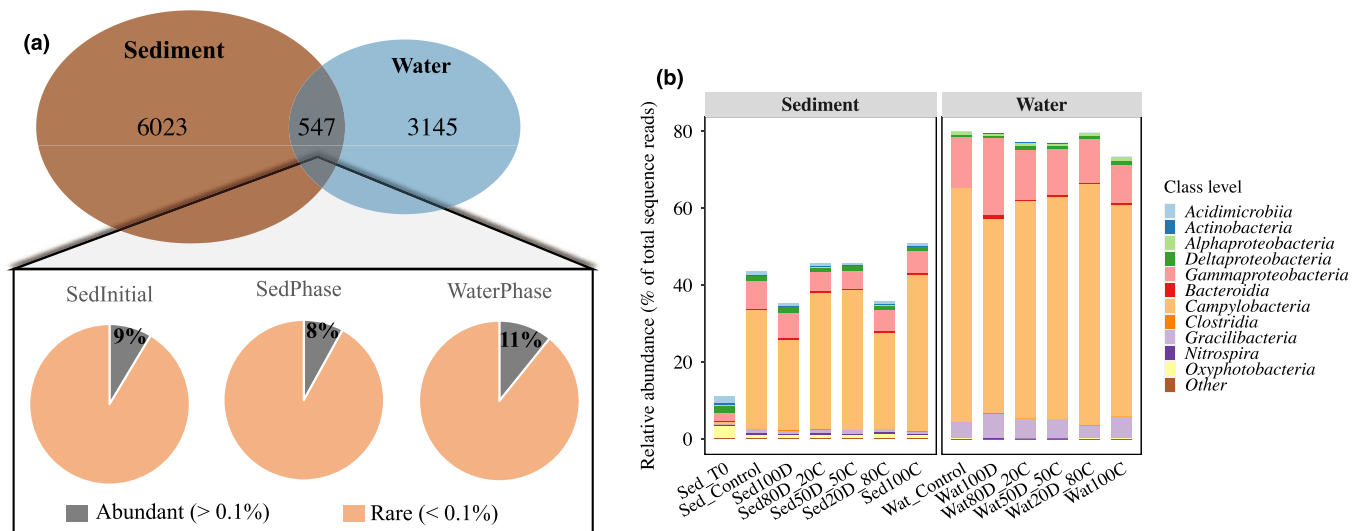 (a)
Sediment
Water
6023
547
3145
SedInitial
SedPhase
WaterPhase
9%
8%
11%
Abundant (> 0.1%)
Rare (< 0.1%)
(b)
Sediment
Water
Relative abundance (% of total sequence reads)
80
60
40
20
0
Sed_T0
Sed_Control
Sed100D
Sed80D_20C
Sed50D_50C
Sed20D_80C
Sed100C
Wat_Control
Wat100D
Wat80D_20C
Wat50D_50C
Wat20D_80C
Wat100C
Class level
Acidimicrobiia
Actinobacteria
Alphaproteobacteria
Deltaproteobacteria
Gammaproteobacteria
Bacteroidia
Campylobacteria
Clostridia
Gracilibacteria
Nitrospira
Oxyphotobacteria
Other